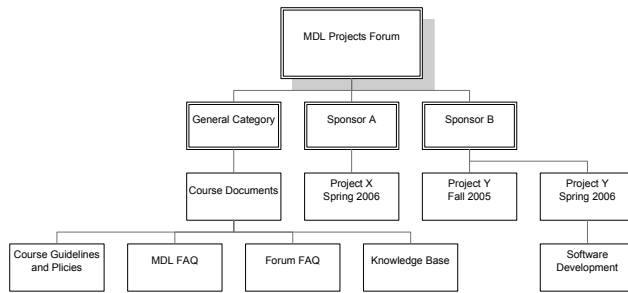 MDL Projects Forum
General Category
Sponsor A
Sponsor B
Course Documents
Project X
Spring 2006
Project Y
Fall 2005
Project Y
Spring 2006
Course Guidelines
and Plicies
MDL FAQ
Forum FAQ
Knowledge Base
Software
Development